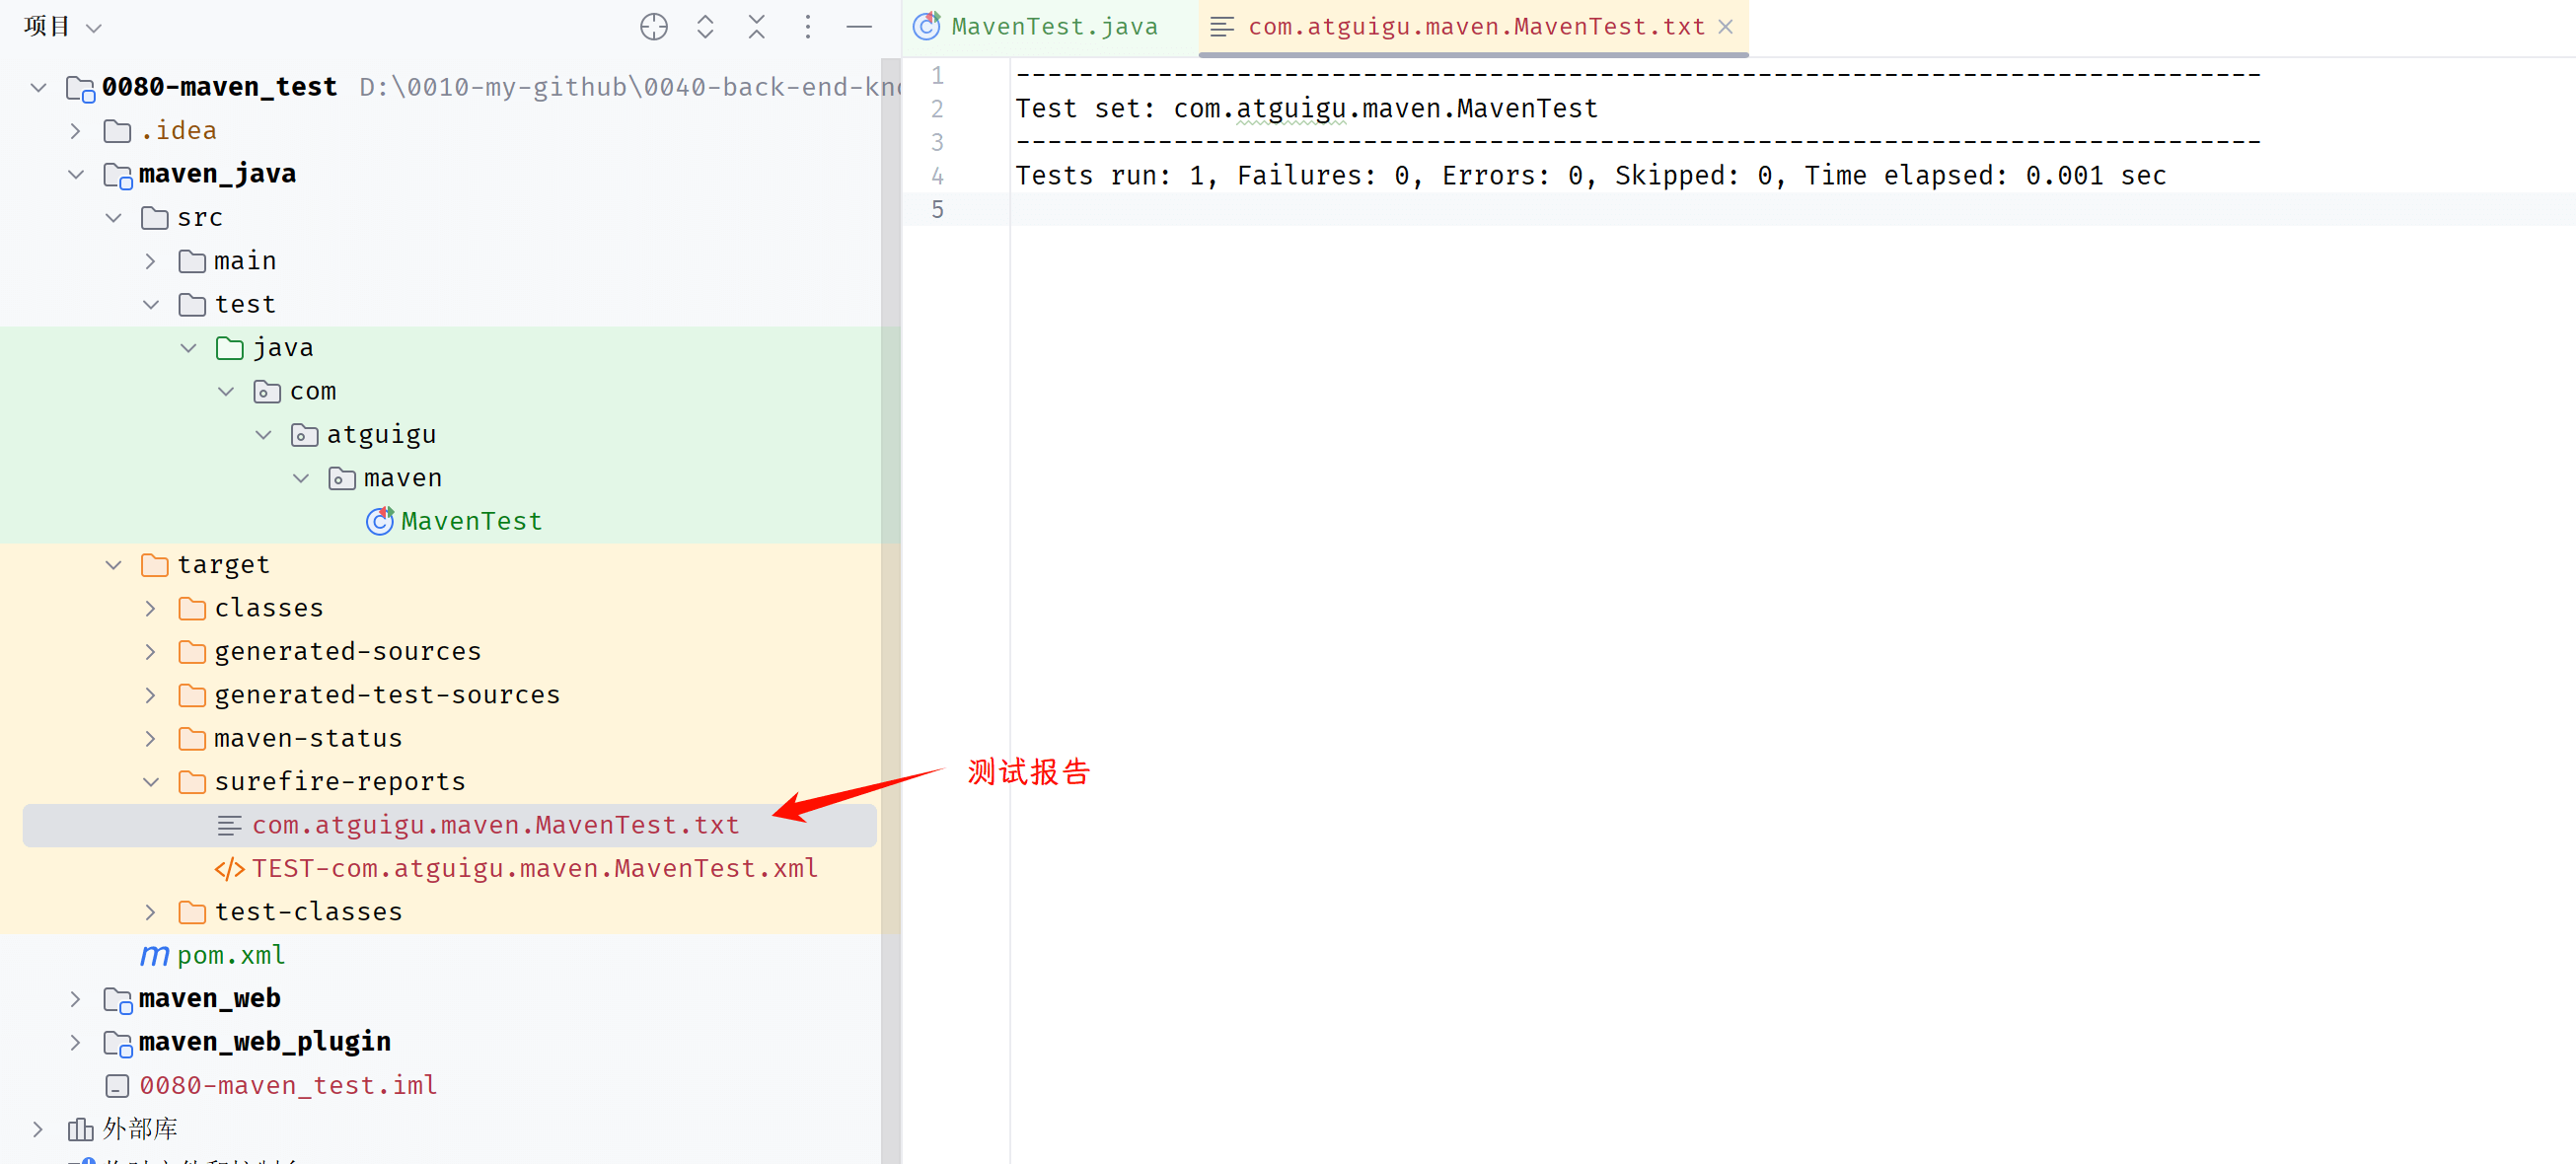 项目
0080-maven_test D:\0010-my-github\0040-back-end-kn
.idea
maven_java
src
main
test
java
com
atguigu
maven
MavenTest
target
classes
generated-sources
generated-test-sources
maven-status
surefire-reports
com.atguigu.maven.MavenTest.txt
TEST-com.atguigu.maven.MavenTest.xml
test-classes
pom.xml
maven_web
maven_web_plugin
0080-maven_test.iml
外部库
测试报告
MavenTest.java com.atguigu.maven.MavenTest.txt
1 -------------------------------------------------------------------------------
2 Test set: com.atguigu.maven.MavenTest
3 -------------------------------------------------------------------------------
4 Tests run: 1, Failures: 0, Errors: 0, Skipped: 0, Time elapsed: 0.001 sec
5